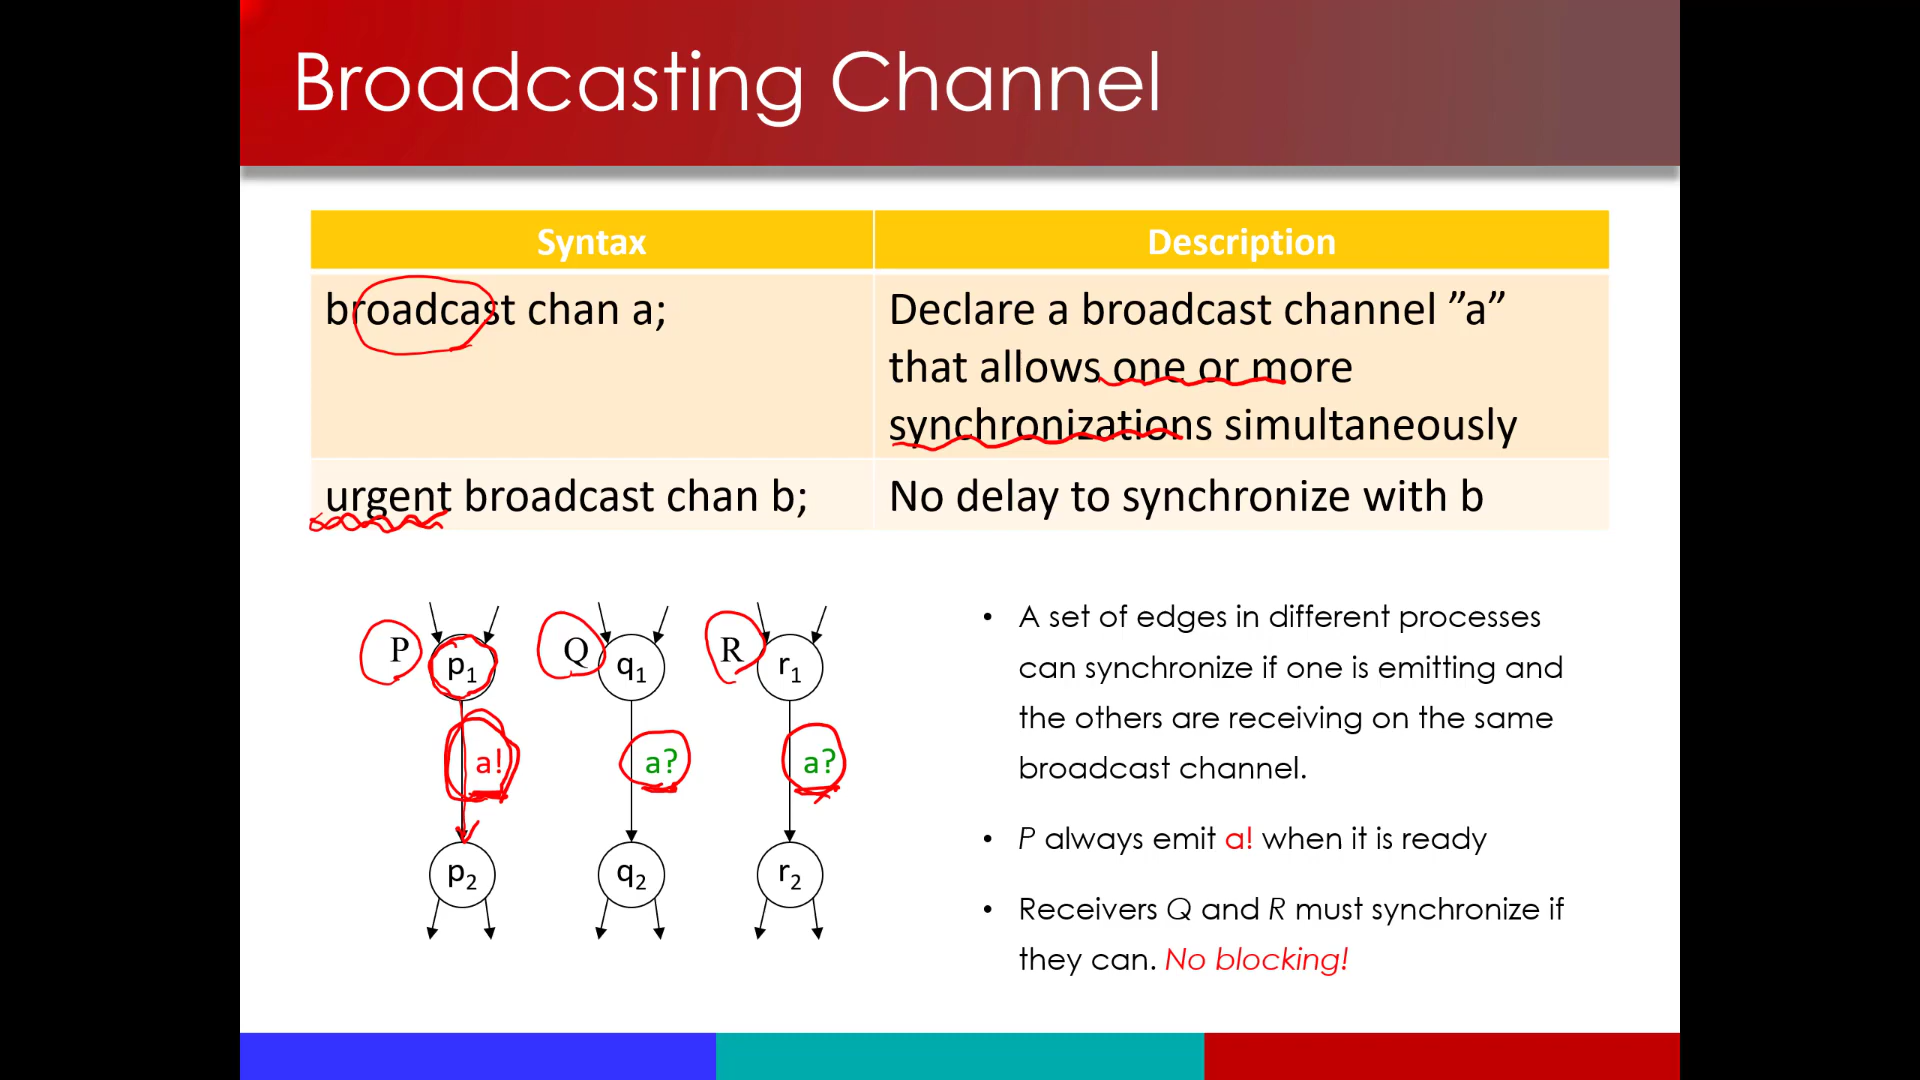 Broadcasting Channel
Syntax Description
broadcast chan a; Declare a broadcast channel ”a”
that allows one or more
synchronizations simultaneously
urgent broadcast chan b; No delay to synchronize with b
P p1 Q q1 R r1
a! a? a?
p2 q2 r2
• A set of edges in different processes
can synchronize if one is emitting and
the others are receiving on the same
broadcast channel.
• P always emit a! when it is ready
• Receivers Q and R must synchronize if
they can. No blocking!